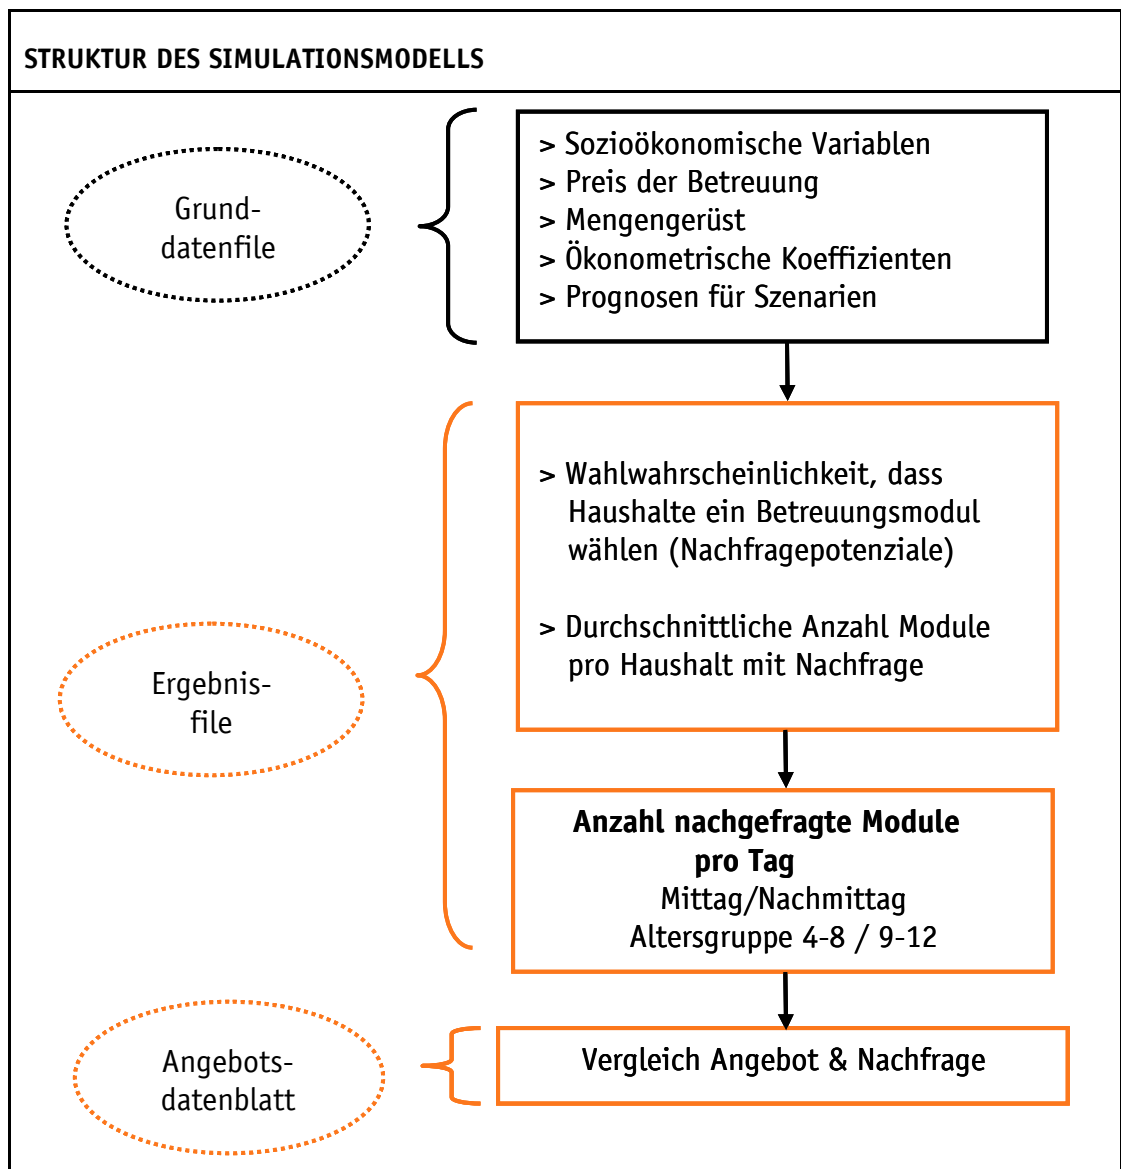 STRUKTUR DES SIMULATIONSMODELLS
Grund-
datenfile
> Sozioökonomische Variablen
> Preis der Betreuung
> Mengengerüst
> Ökonometrische Koeffizienten
> Prognosen für Szenarien
Ergebnis-
file
> Wahlwahrscheinlichkeit, dass
Haushalte ein Betreuungsmodul
wählen (Nachfragepotenziale)
> Durchschnittliche Anzahl Module
pro Haushalt mit Nachfrage
Anzahl nachgefragte Module
pro Tag
Mittag/Nachmittag
Altersgruppe 4-8 / 9-12
Angebots-
datenblatt
Vergleich Angebot & Nachfrage